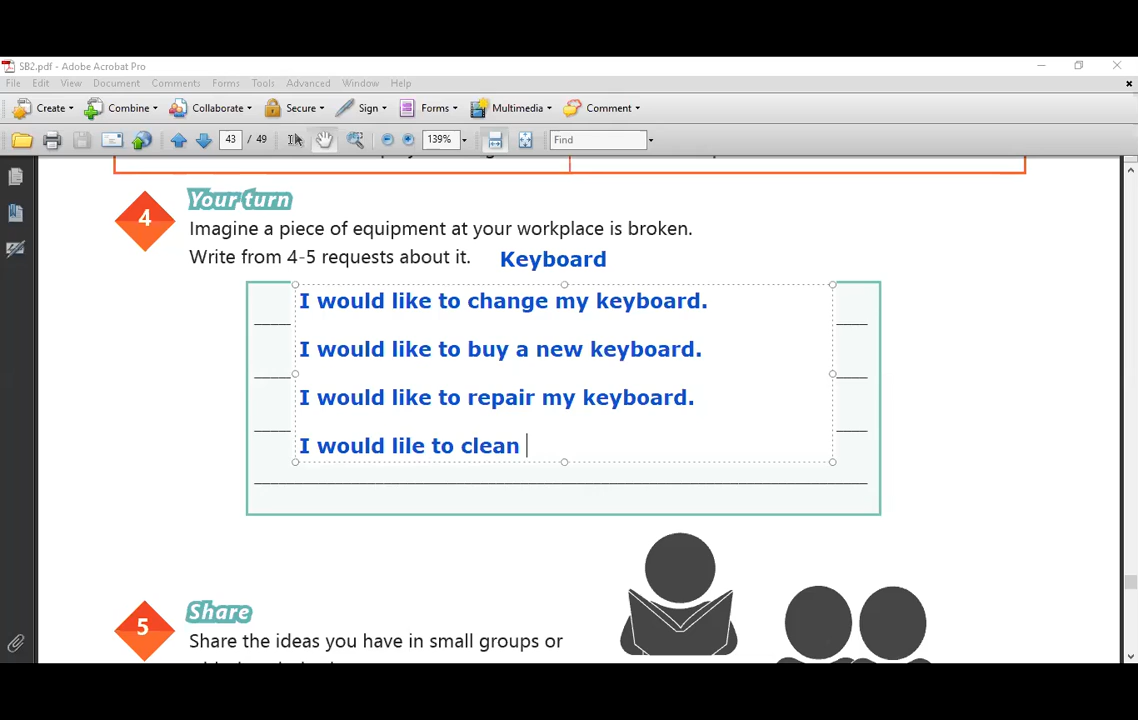 SB2.pdf - Adobe Acrobat Pro
File Edit View Document Comments Forms Tools Advanced Window Help
Create Combine Collaborate Secure Sign Forms Multimedia Comment
43 / 49 139% Find
4 Your turn
Imagine a piece of equipment at your workplace is broken.
Write from 4-5 requests about it. Keyboard
I would like to change my keyboard.
I would like to buy a new keyboard.
I would like to repair my keyboard.
I would lile to clean
5 Share
Share the ideas you have in small groups or